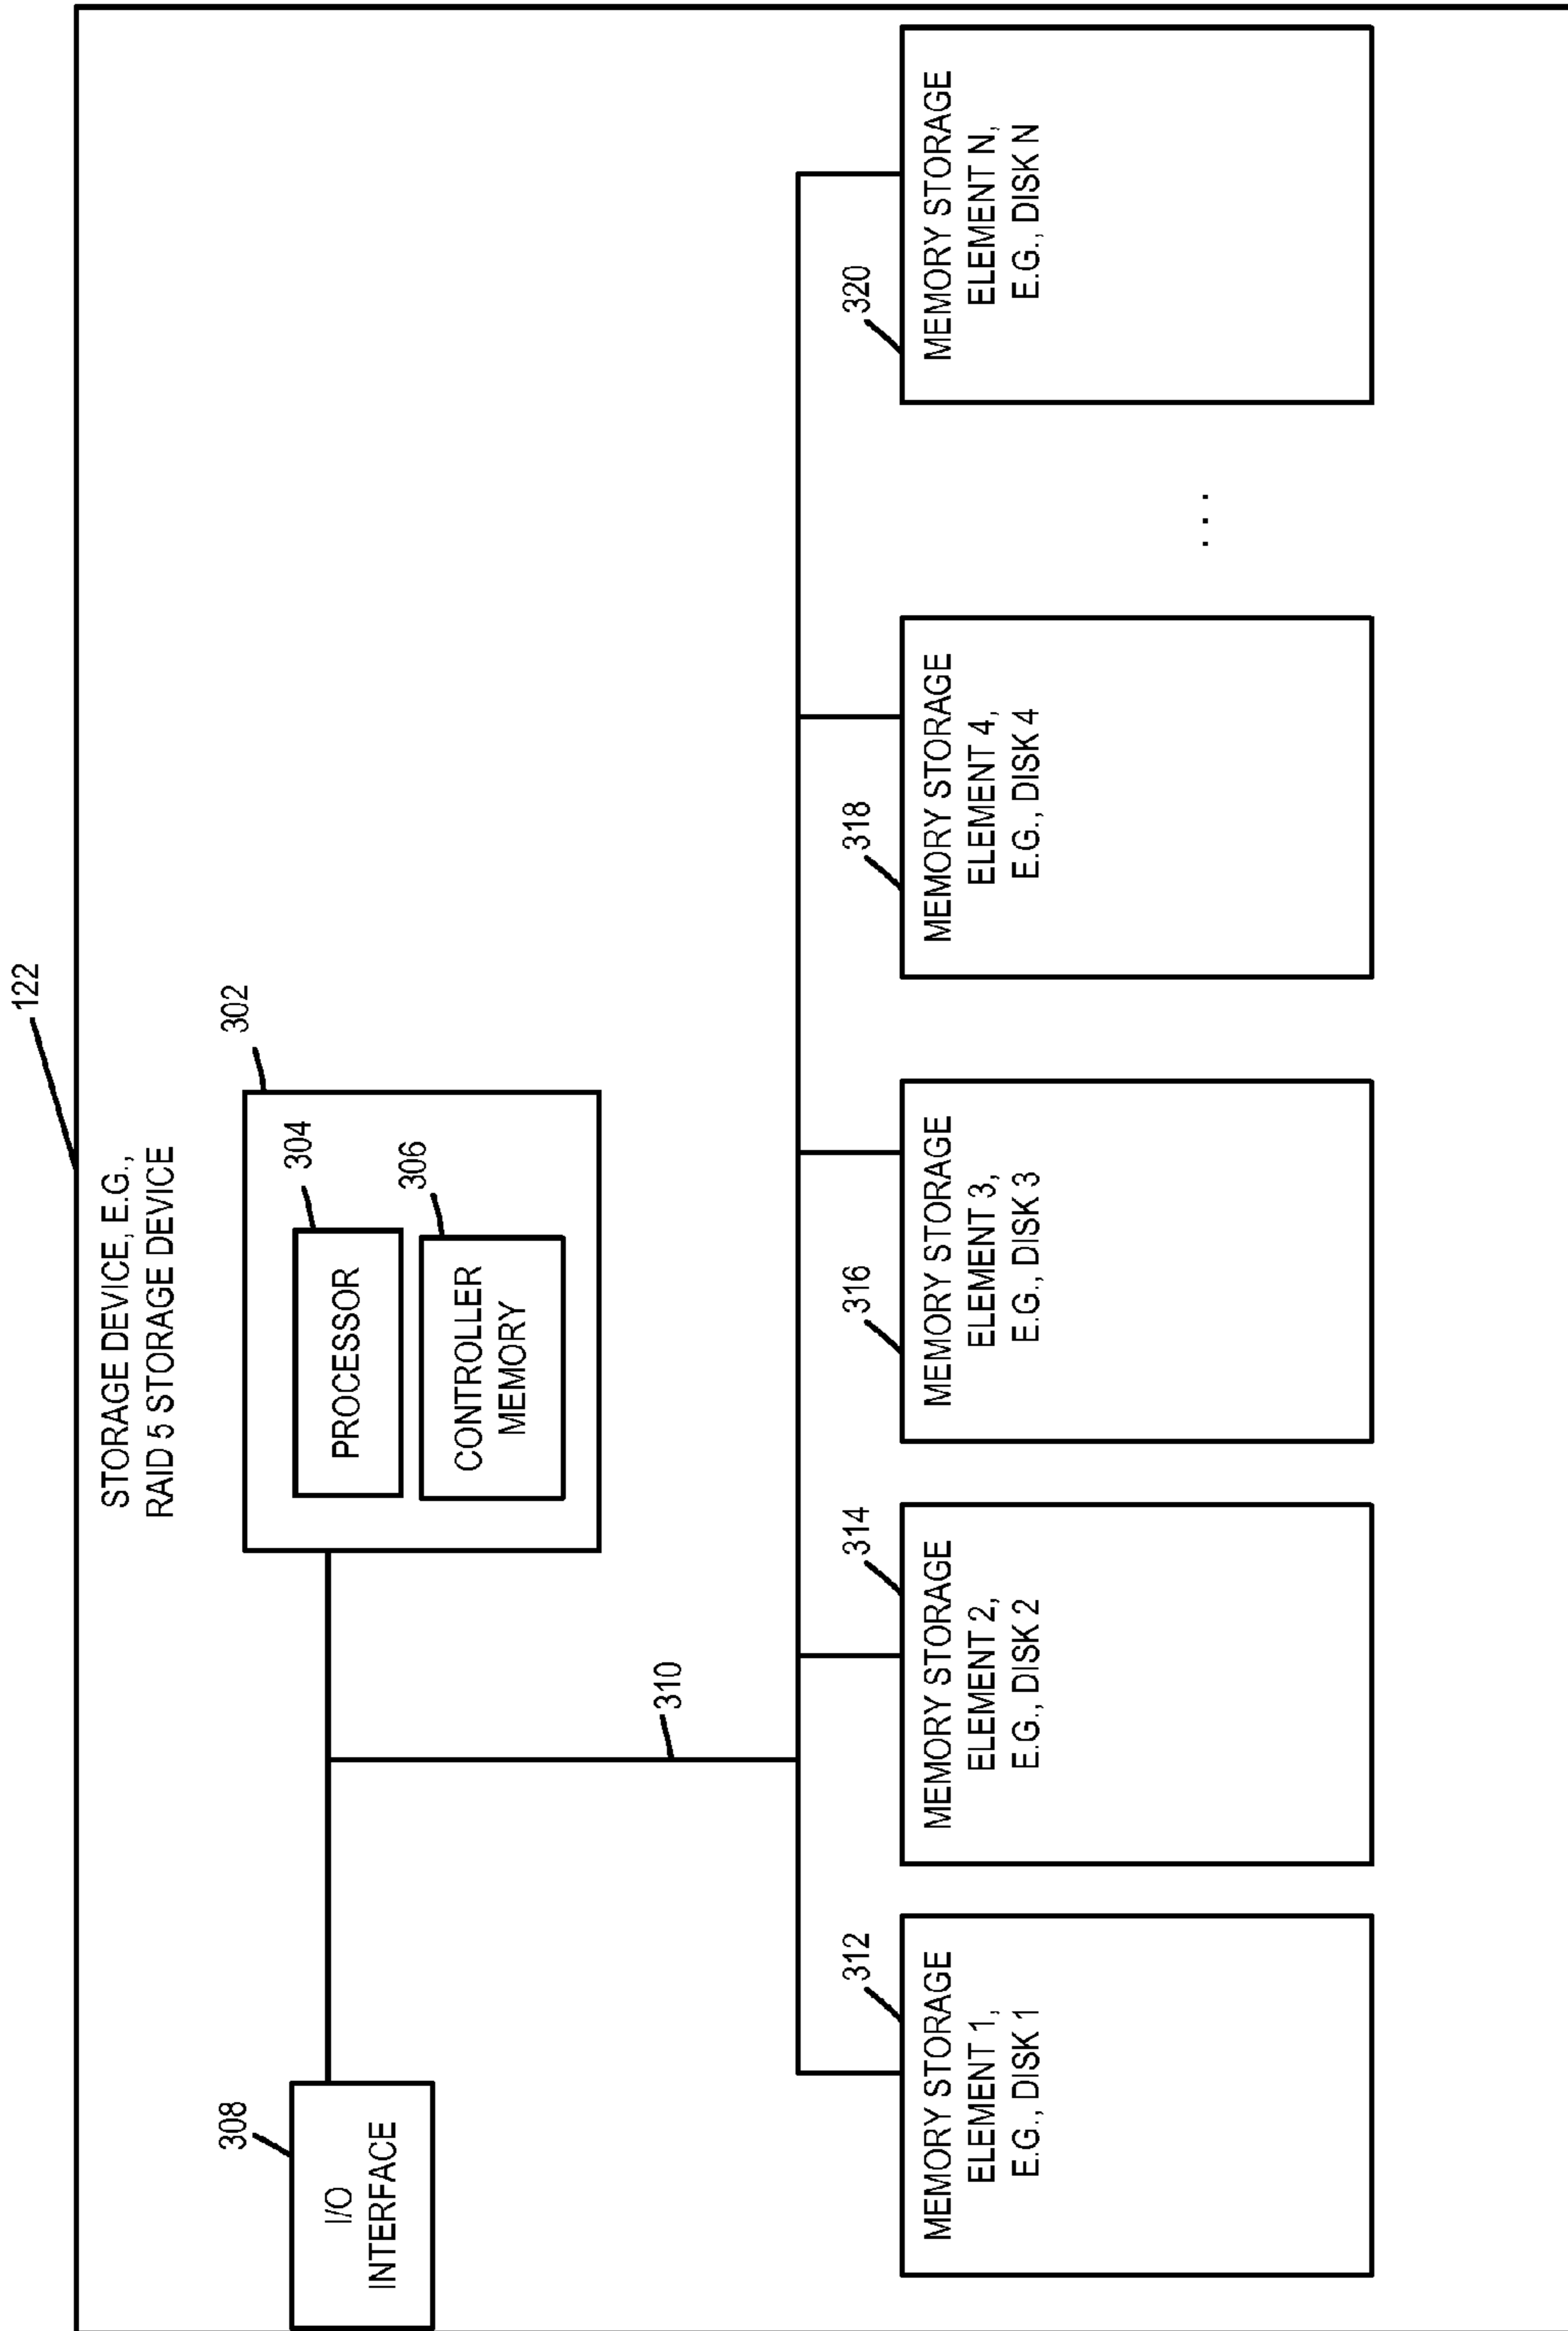 122
STORAGE DEVICE, E.G.,
RAID 5 STORAGE DEVICE
302
304
PROCESSOR
306
CONTROLLER
MEMORY
308
I/O
INTERFACE
310
312
MEMORY STORAGE
ELEMENT 1,
E.G., DISK 1
314
MEMORY STORAGE
ELEMENT 2,
E.G., DISK 2
316
MEMORY STORAGE
ELEMENT 3,
E.G., DISK 3
318
MEMORY STORAGE
ELEMENT 4,
E.G., DISK 4
. . .
320
MEMORY STORAGE
ELEMENT N,
E.G., DISK N